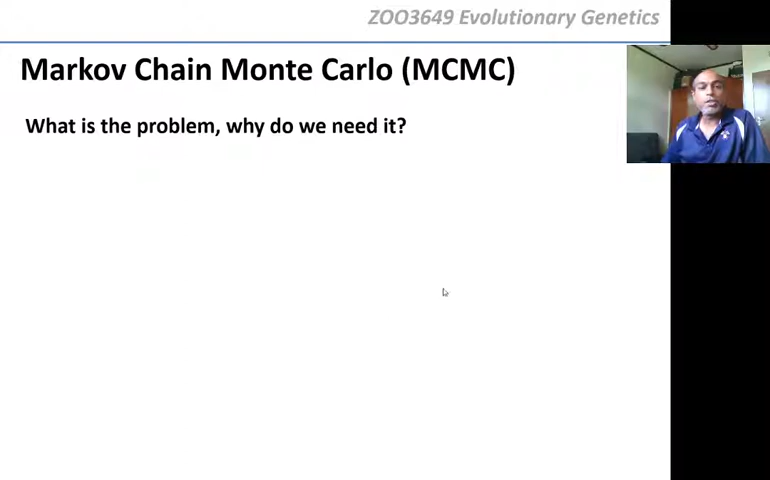 ZOO3649 Evolutionary Genetics
Markov Chain Monte Carlo (MCMC)
What is the problem, why do we need it?